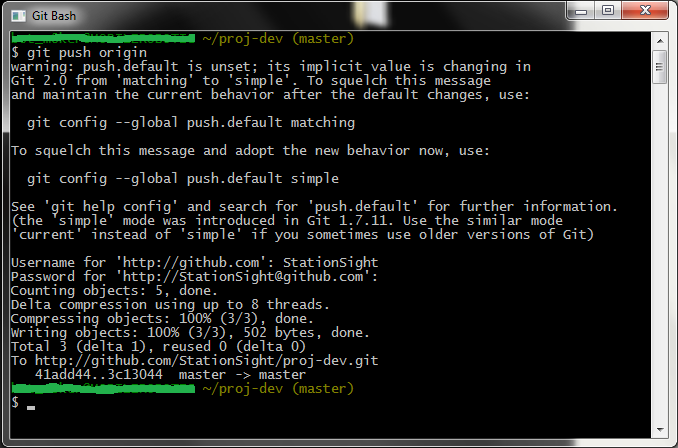 Git Bash
~/proj-dev (master)
$ git push origin
warning: push.default is unset; its implicit value is changing in
Git 2.0 from 'matching' to 'simple'. To squelch this message
and maintain the current behavior after the default changes, use:
git config --global push.default matching
To squelch this message and adopt the new behavior now, use:
git config --global push.default simple
See 'git help config' and search for 'push.default' for further information.
(the 'simple' mode was introduced in Git 1.7.11. Use the similar mode
'current' instead of 'simple' if you sometimes use older versions of Git)
Username for 'http://github.com': StationSight
Password for 'http://StationSight@github.com':
Counting objects: 5, done.
Delta compression using up to 8 threads.
Compressing objects: 100% (3/3), done.
Writing objects: 100% (3/3), 502 bytes, done.
Total 3 (delta 1), reused 0 (delta 0)
To http://github.com/StationSight/proj-dev.git
41add44..3c13044  master -> master
~/proj-dev (master)
$